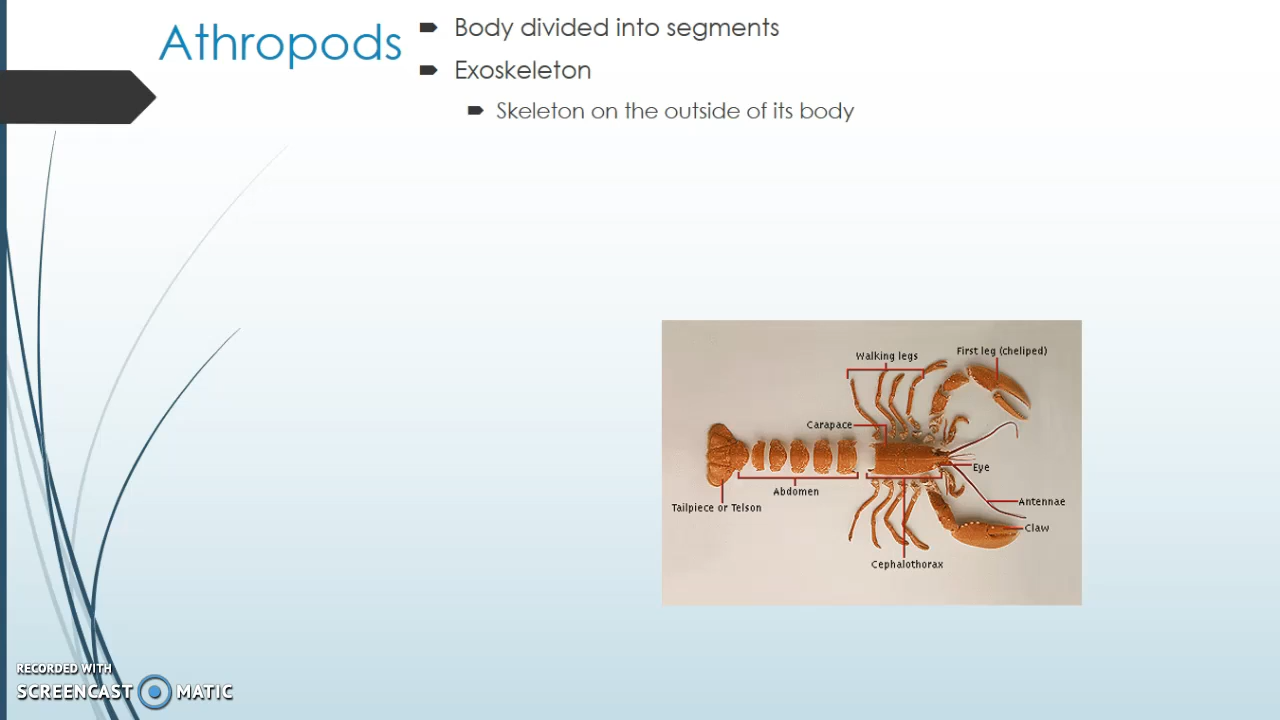 Athropods
Body divided into segments
Exoskeleton
Skeleton on the outside of its body
Walking legs
First leg (cheliped)
Carapace
Eye
Abdomen
Antennae
Tailpiece or Telson
Claw
Cephalothorax
RECORDED WITH
SCREENCAST MATIC